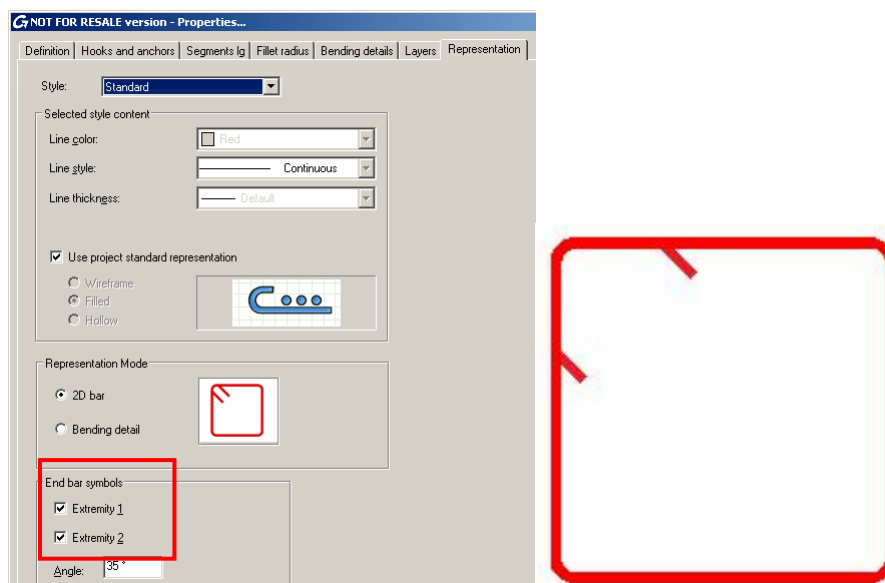 NOT FOR RESALE version - Properties...
Definition Hooks and anchors Segments lg Fillet radius Bending details Layers Representation
Style: Standard
Selected style content
Line color: Red
Line style: Continuous
Line thickness: Default
Use project standard representation
Wireframe
Filled
Hollow
Representation Mode
2D bar
Bending detail
End bar symbols
Extremity 1
Extremity 2
Angle: 35 °